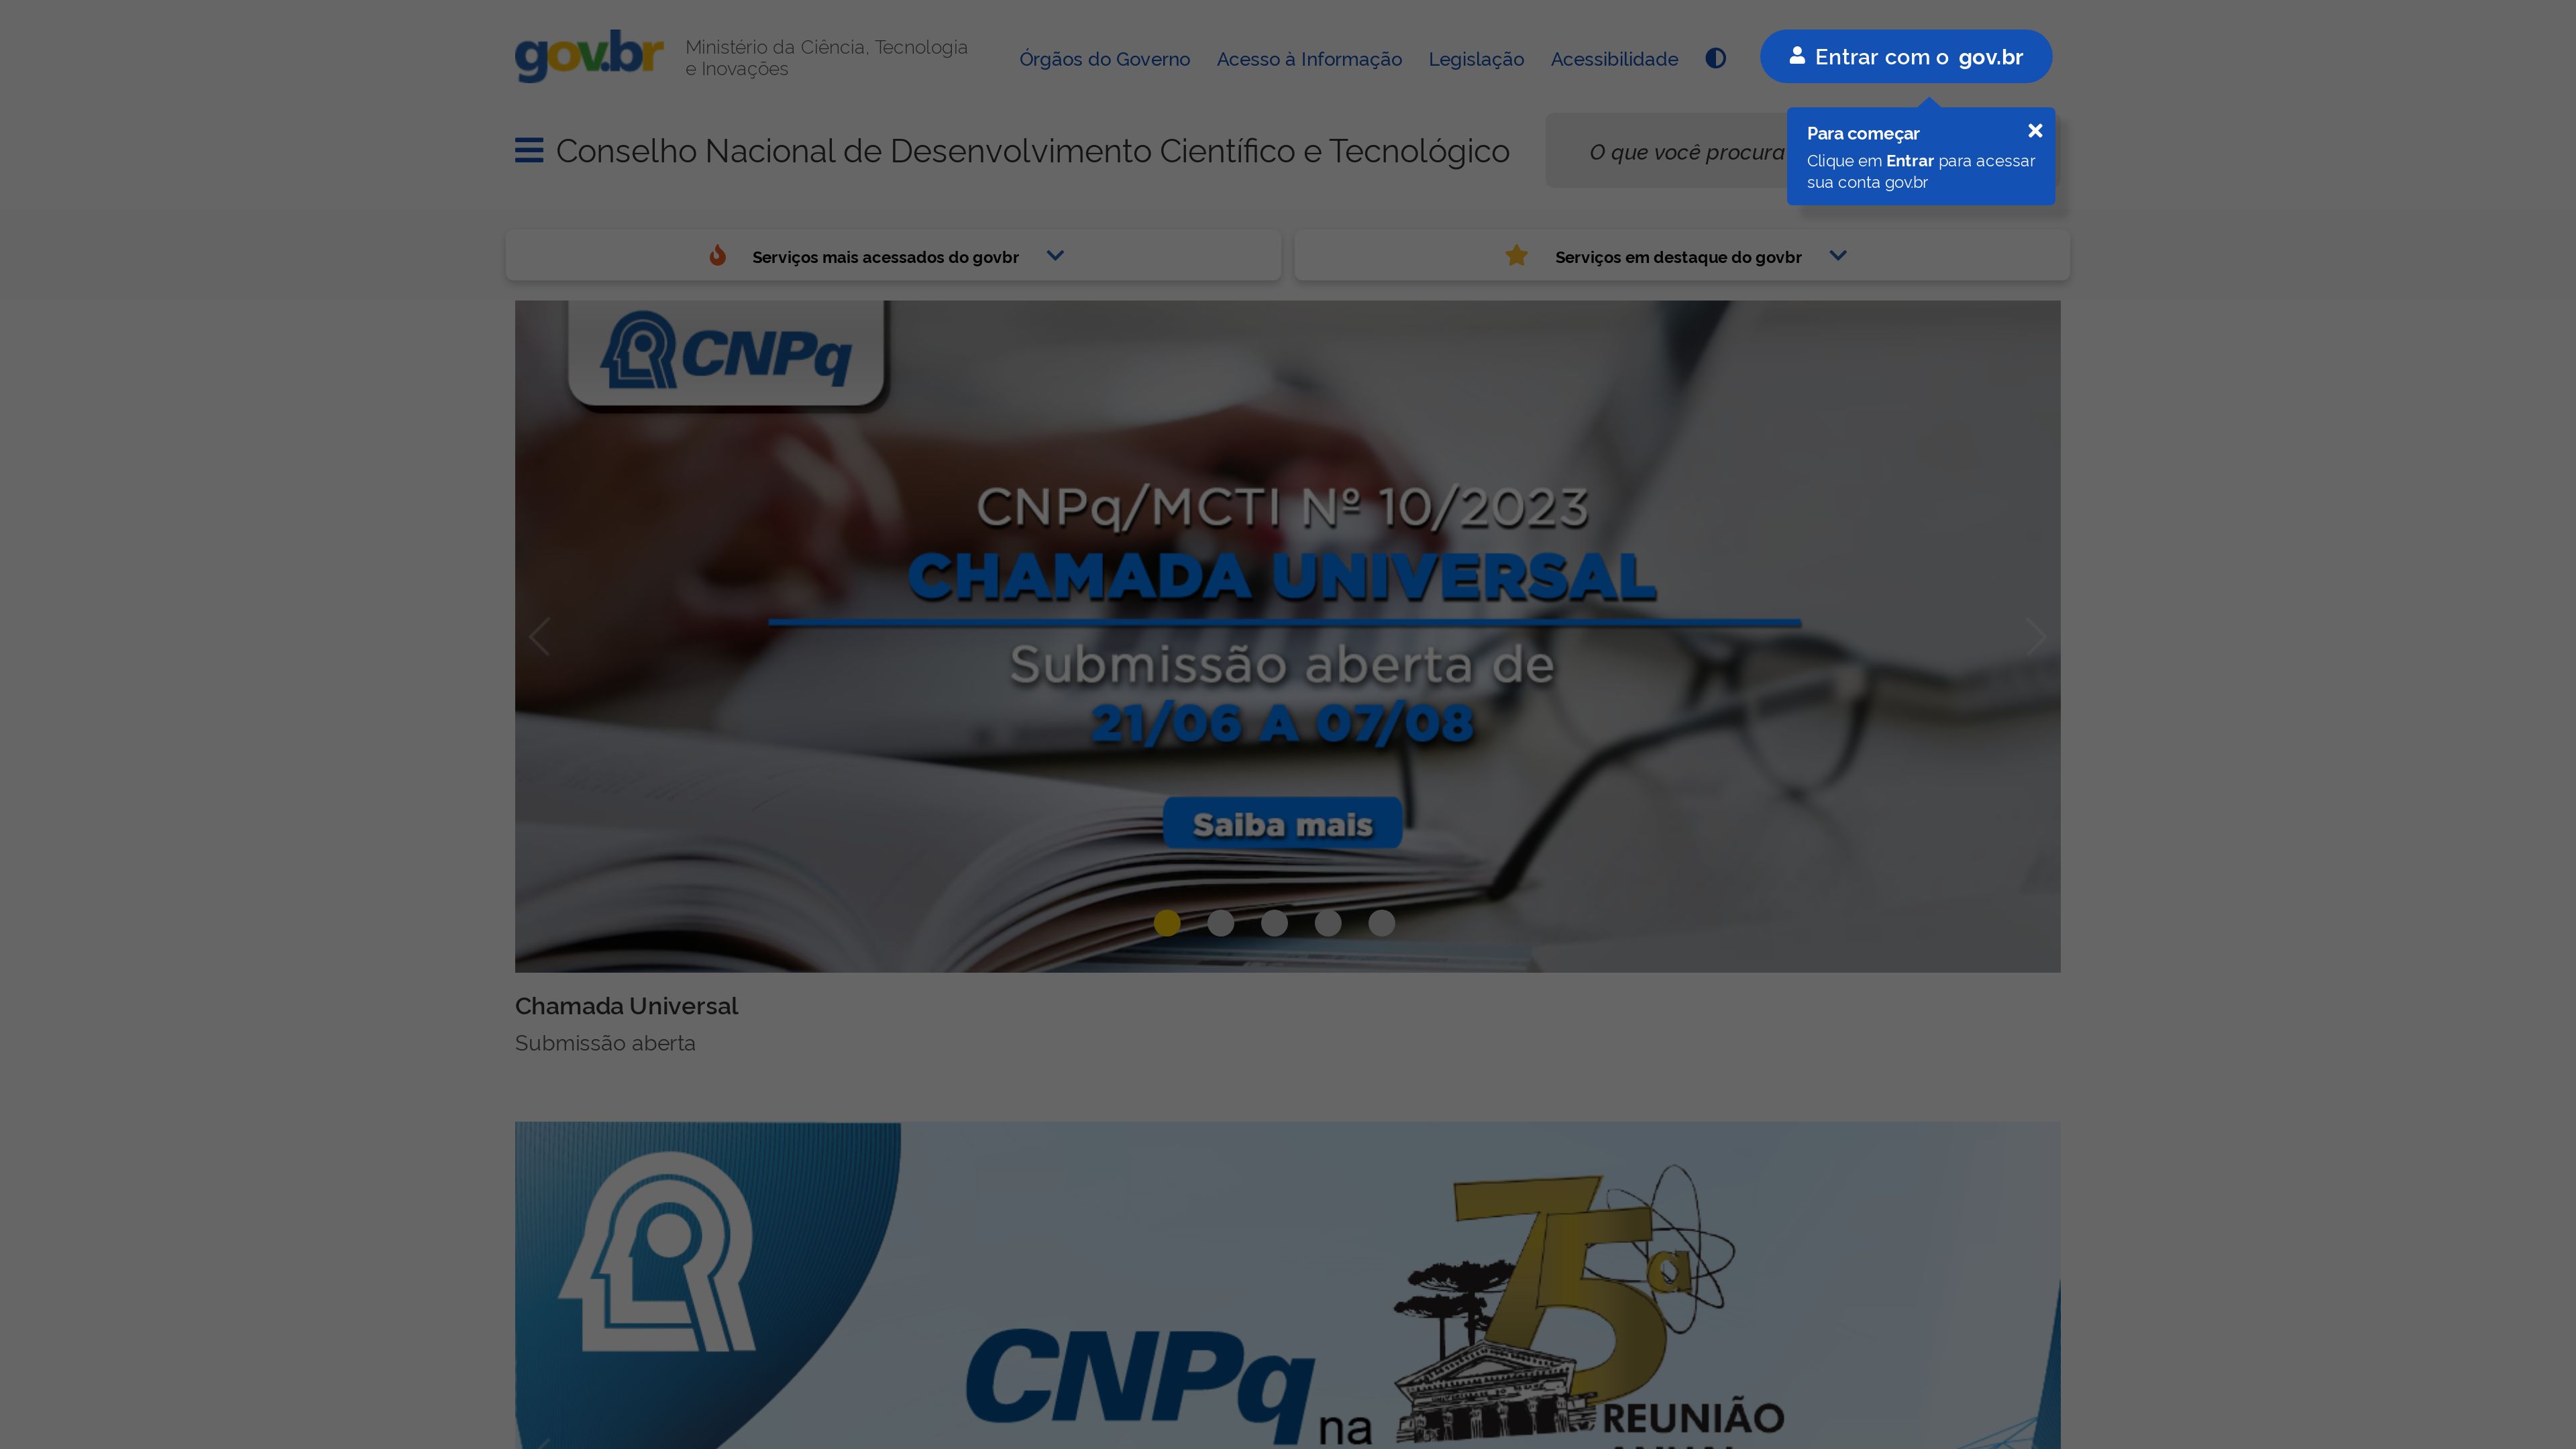 gov.br
Ministério da Ciência, Tecnologia
e Inovações
Órgãos do Governo
Acesso à Informação
Legislação
Acessibilidade
Entrar com o gov.br
Para começar
Clique em Entrar para acessar
sua conta gov.br
Conselho Nacional de Desenvolvimento Científico e Tecnológico
O que você procura
Serviços mais acessados do govbr
Serviços em destaque do govbr
CNPq
CNPq/MCTI Nº 10/2023
CHAMADA UNIVERSAL
Submissão aberta de
21/06 A 07/08
Saiba mais
Chamada Universal
Submissão aberta
75ª
CNPq na
REUNIÃO